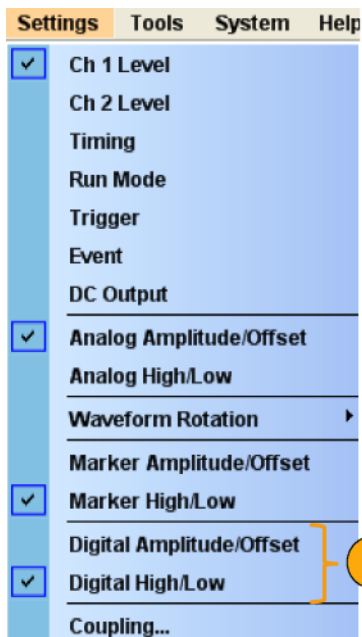 Settings Tools System Help
Ch 1 Level
Ch 2 Level
Timing
Run Mode
Trigger
Event
DC Output
Analog Amplitude/Offset
Analog High/Low
Waveform Rotation
Marker Amplitude/Offset
Marker High/Low
Digital Amplitude/Offset
Digital High/Low
Coupling...